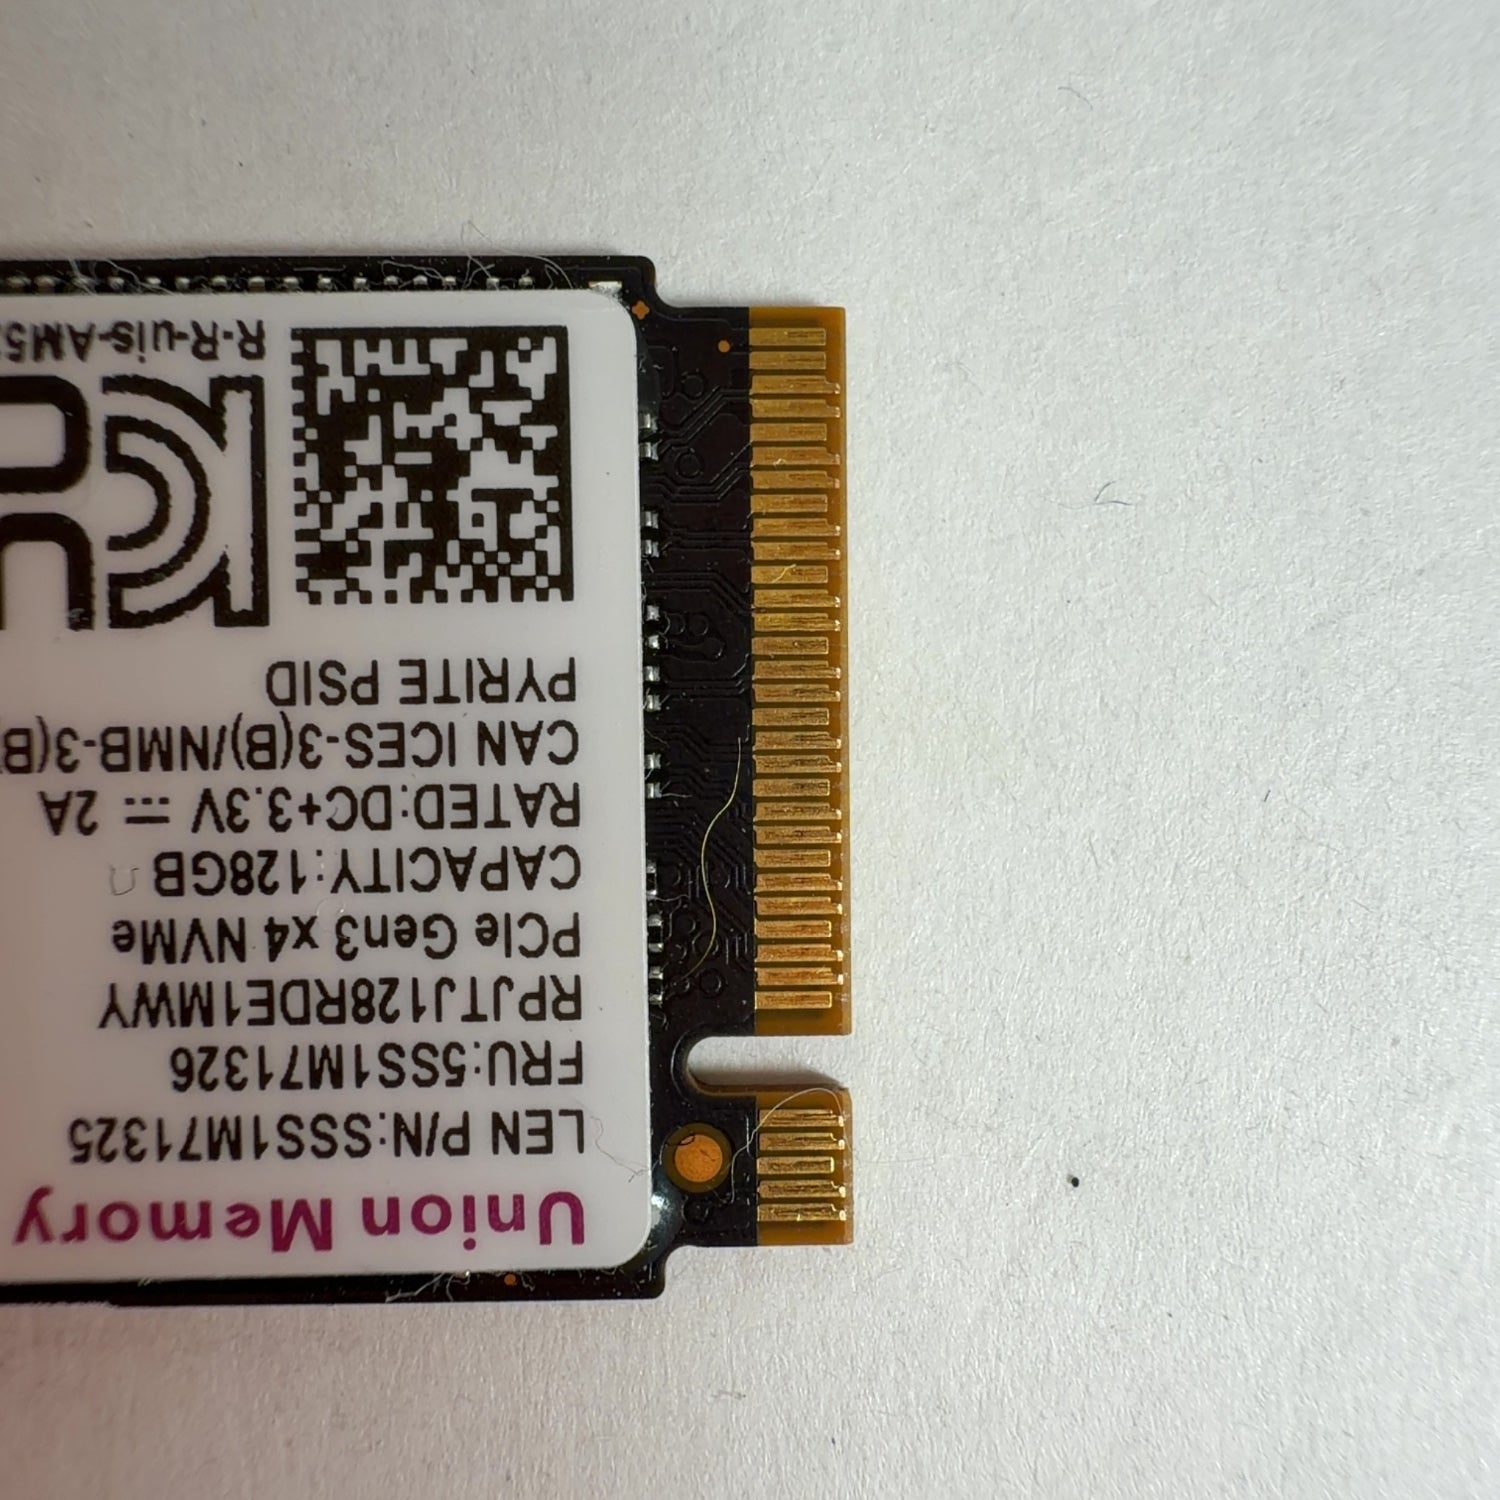 Union Memory
LEN P/N:SSS1M71325
FRU:5SS1M71326
RPJTJ128RDE1MWY
PCIe Gen3 x4 NVMe
CAPACITY:128GB
RATED:DC+3.3V ⎓ 2A
CAN ICES-3(B)/NMB-3(B)
PYRITE PSID
R-R-uis-AM5